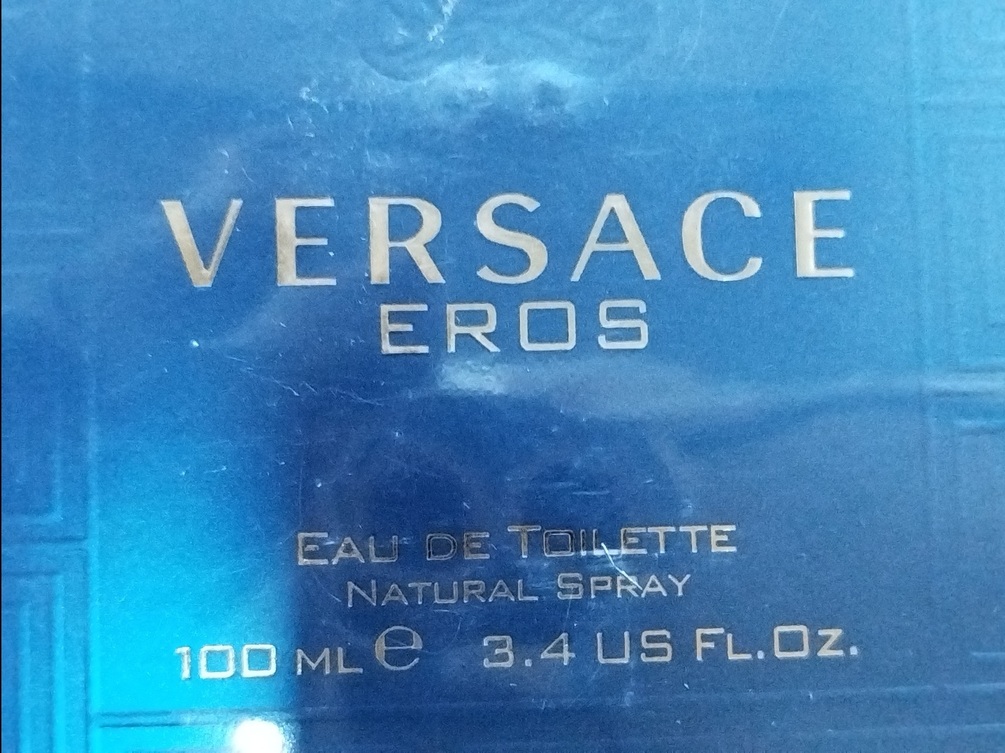 VERSACE
EROS
EAU DE TOILETTE
NATURAL SPRAY
100 ML ℮ 3.4 US FL.OZ.